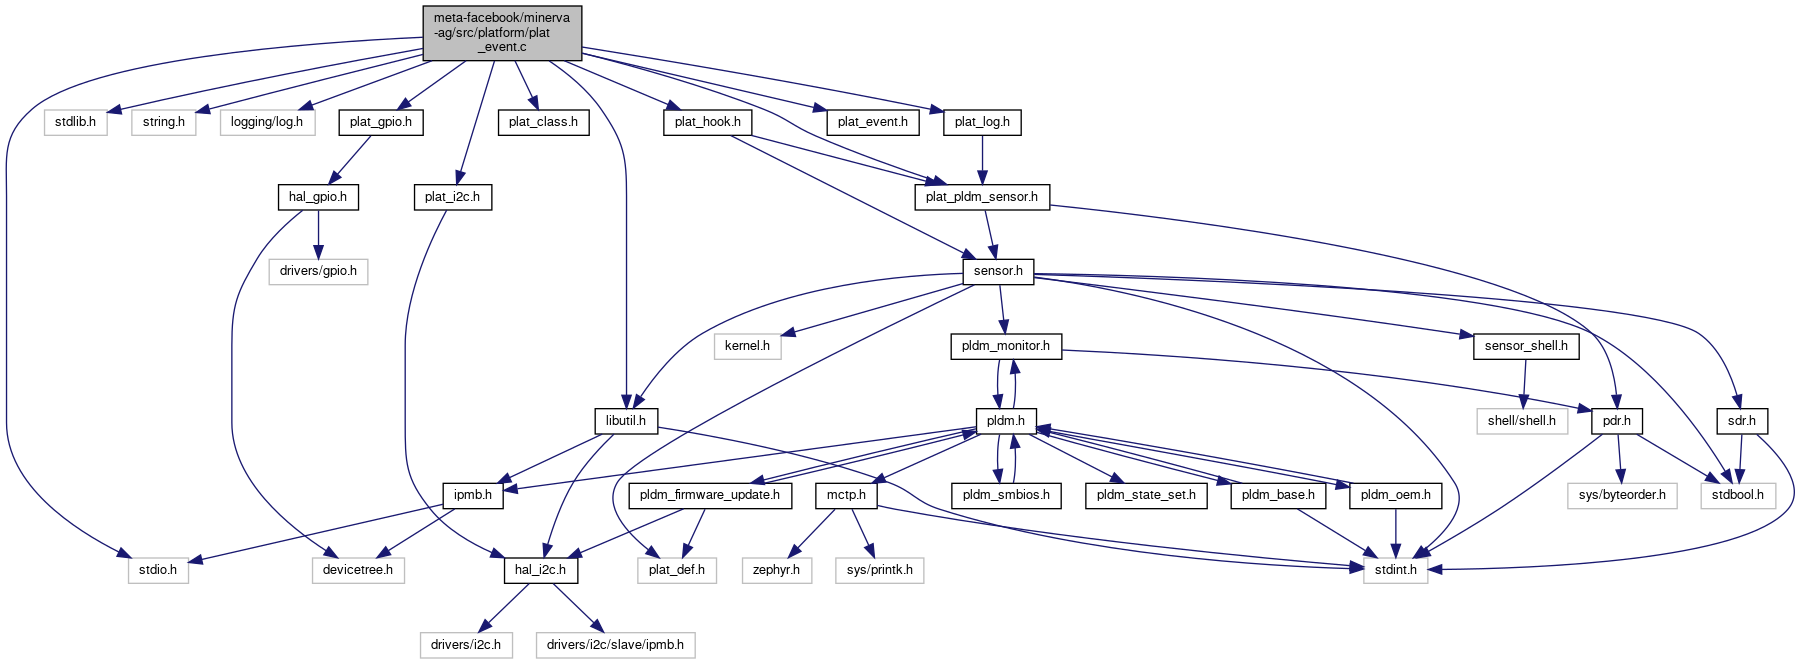 meta-facebook/minerva
-ag/src/platform/plat
_event.c
stdlib.h
string.h
logging/log.h
plat_gpio.h
plat_class.h
plat_hook.h
plat_event.h
plat_log.h
hal_gpio.h
plat_i2c.h
plat_pldm_sensor.h
drivers/gpio.h
sensor.h
kernel.h
pldm_monitor.h
sensor_shell.h
libutil.h
pldm.h
shell/shell.h
pdr.h
sdr.h
ipmb.h
pldm_firmware_update.h
mctp.h
pldm_smbios.h
pldm_state_set.h
pldm_base.h
pldm_oem.h
sys/byteorder.h
stdbool.h
stdio.h
devicetree.h
hal_i2c.h
plat_def.h
zephyr.h
sys/printk.h
stdint.h
drivers/i2c.h
drivers/i2c/slave/ipmb.h